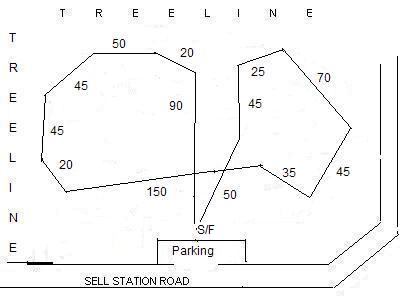 T R E E L I N E
T R E E L I N E
50
20
45
90
25
70
45
45
20
150
50
35
45
S/F
Parking
SELL STATION ROAD